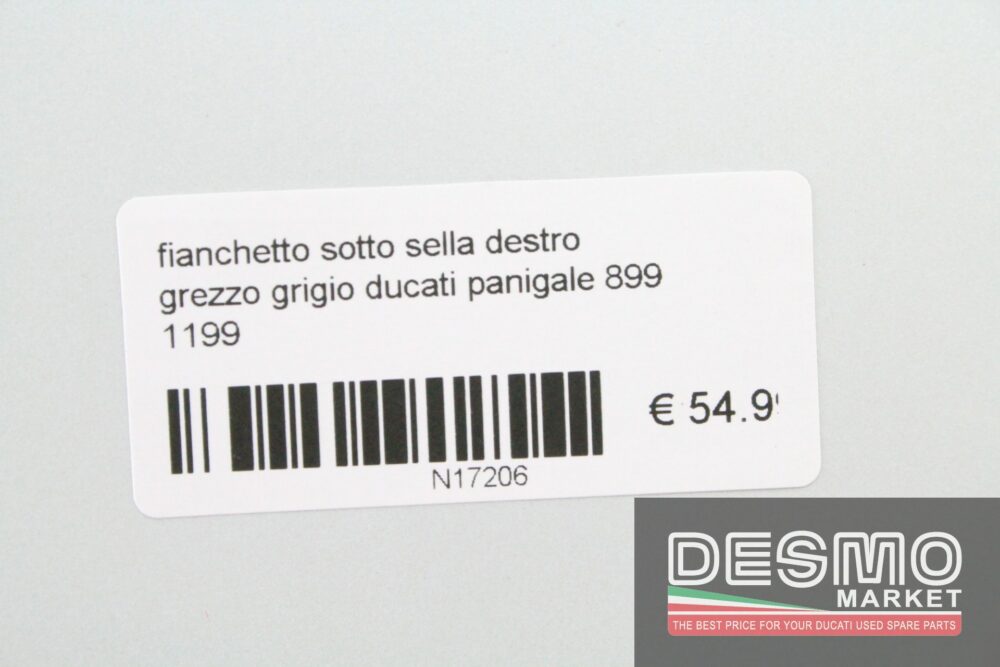 fianchetto sotto sella destro
grezzo grigio ducati panigale 899
1199
€ 54.9
N17206
DESMO
MARKET
THE BEST PRICE FOR YOUR DUCATI USED SPARE PARTS